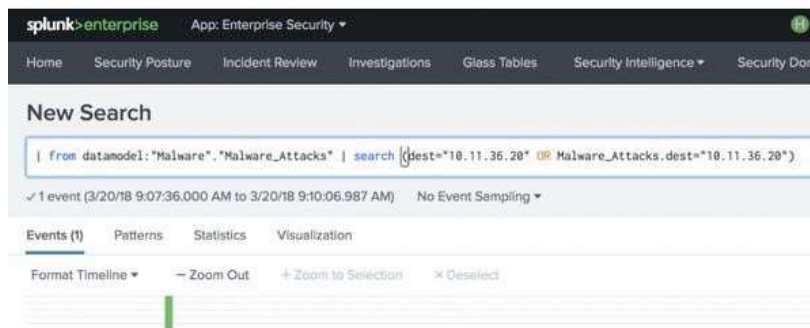 splunk>enterprise App: Enterprise Security ▾ H
Home Security Posture Incident Review Investigations Glass Tables Security Intelligence ▾ Security Do
New Search
| from datamodel:"Malware"."Malware_Attacks" | search (dest="10.11.36.20" OR Malware_Attacks.dest="10.11.36.20")
✓ 1 event (3/20/18 9:07:36.000 AM to 3/20/18 9:10:06.987 AM) No Event Sampling ▾
Events (1) Patterns Statistics Visualization
Format Timeline ▾ − Zoom Out + Zoom to Selection × Deselect